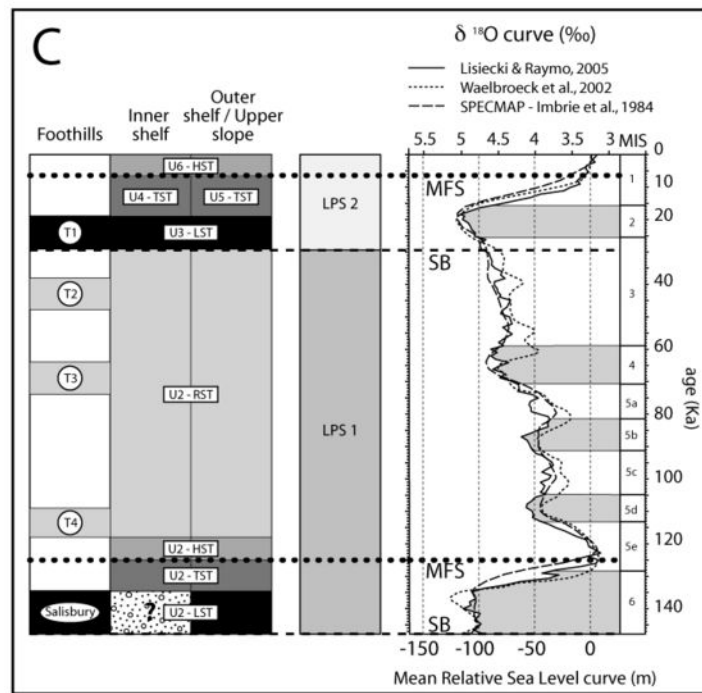 C
δ ¹⁸O curve (‰)
Lisiecki & Raymo, 2005
Waelbroeck et al., 2002
SPECMAP - Imbrie et al., 1984
Foothills
Inner
shelf
Outer
shelf / Upper
slope
5.5 5 4.5 4 3.5 3 MIS
0
U6 - HST
MFS
1
10
U4 - TST
U5 - TST
LPS 2
T1
U3 - LST
20
2
SB
T2
40
3
60
T3
4
U2 - RST
LPS 1
5a
80
age (Ka)
5b
5c
100
T4
5d
120
5e
U2 - HST
MFS
U2 - TST
6
Salisbury
?
U2 - LST
140
SB
-150 -100 -50 0
Mean Relative Sea Level curve (m)